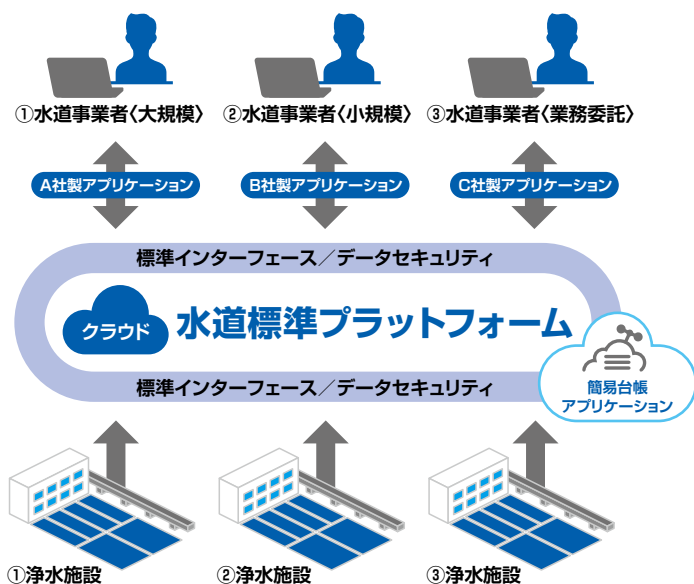 ①水道事業者〈大規模〉 ②水道事業者〈小規模〉 ③水道事業者〈業務委託〉
A社製アプリケーション B社製アプリケーション C社製アプリケーション
標準インターフェース／データセキュリティ
クラウド 水道標準プラットフォーム
標準インターフェース／データセキュリティ
簡易台帳
アプリケーション
①浄水施設 ②浄水施設 ③浄水施設